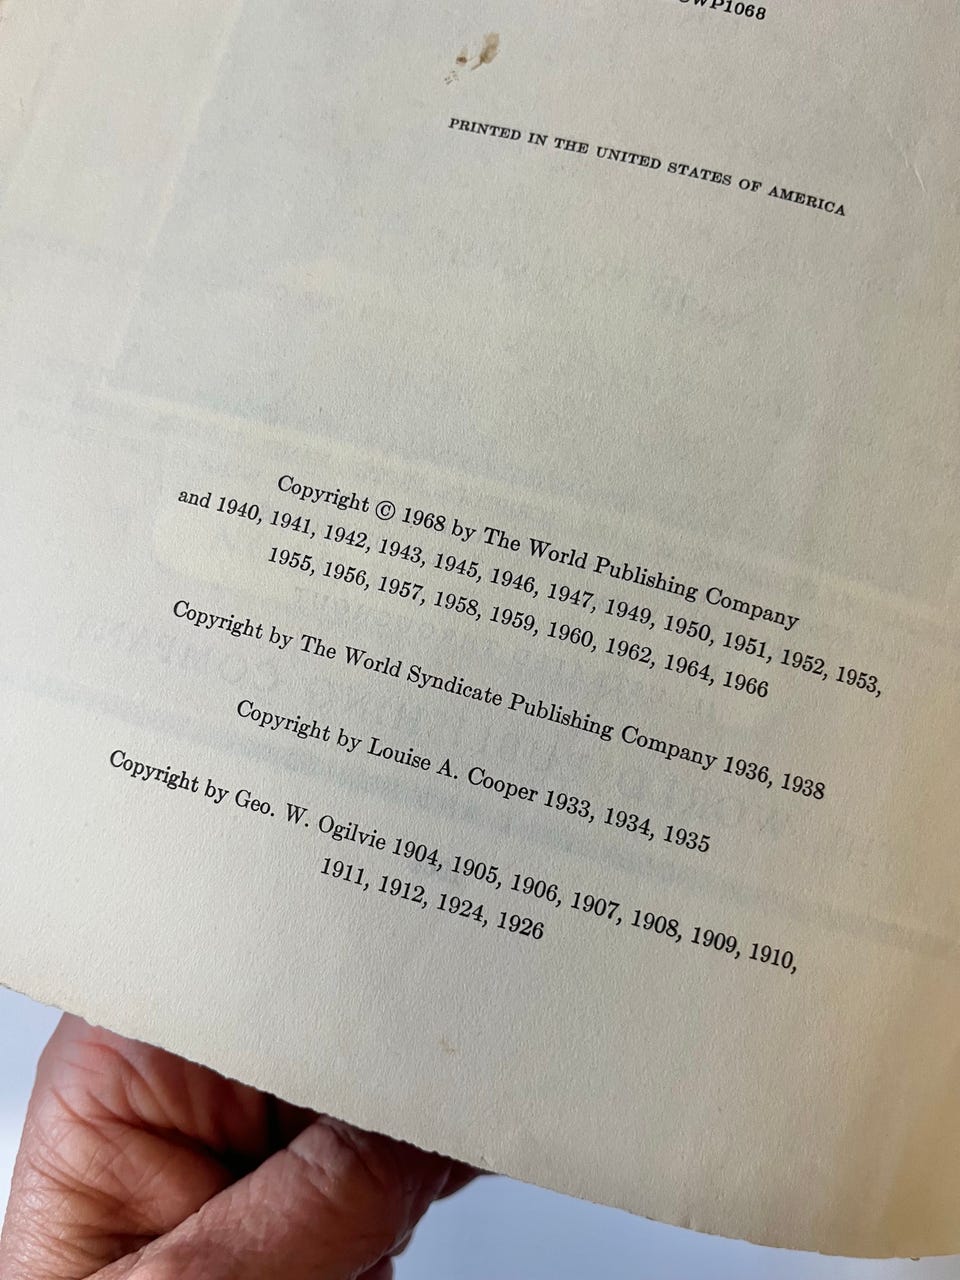 WP1068
PRINTED IN THE UNITED STATES OF AMERICA
Copyright © 1968 by The World Publishing Company
and 1940, 1941, 1942, 1943, 1945, 1946, 1947, 1949, 1950, 1951, 1952, 1953,
1955, 1956, 1957, 1958, 1959, 1960, 1962, 1964, 1966
Copyright by The World Syndicate Publishing Company 1936, 1938
Copyright by Louise A. Cooper 1933, 1934, 1935
Copyright by Geo. W. Ogilvie 1904, 1905, 1906, 1907, 1908, 1909, 1910,
1911, 1912, 1924, 1926